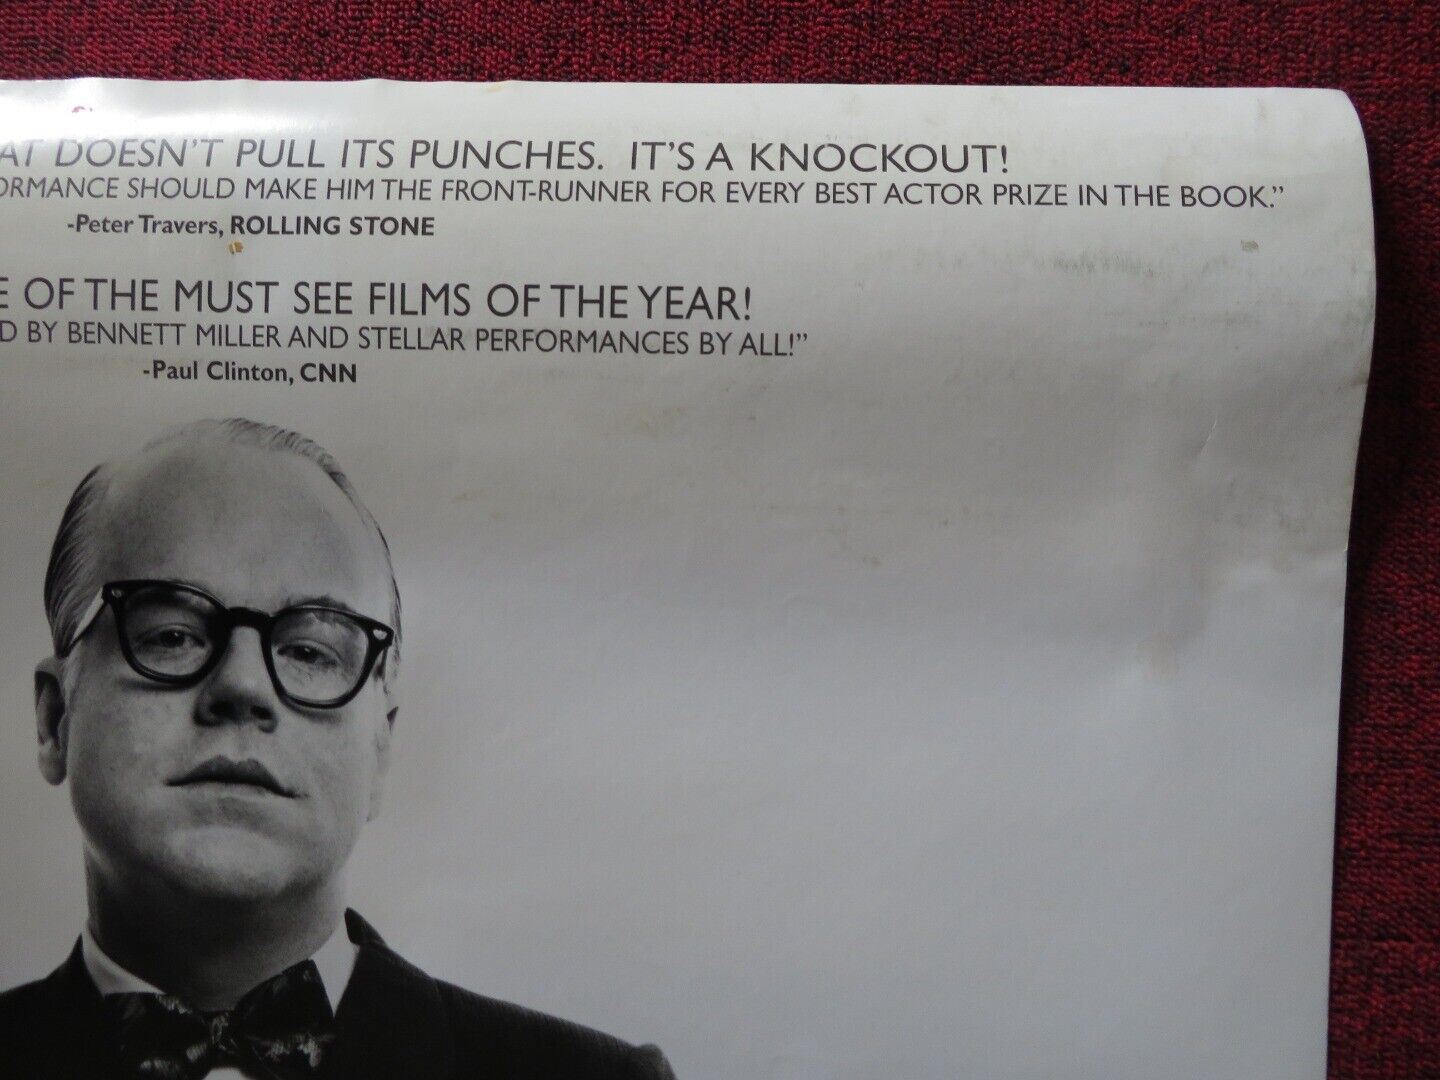 DOESN'T PULL ITS PUNCHES. IT'S A KNOCKOUT!
SHOULD MAKE HIM THE FRONT-RUNNER FOR EVERY BEST ACTOR PRIZE IN THE BOOK."
-Peter Travers, ROLLING STONE
OF THE MUST SEE FILMS OF THE YEAR!
BY BENNETT MILLER AND STELLAR PERFORMANCES BY ALL!"
-Paul Clinton, CNN